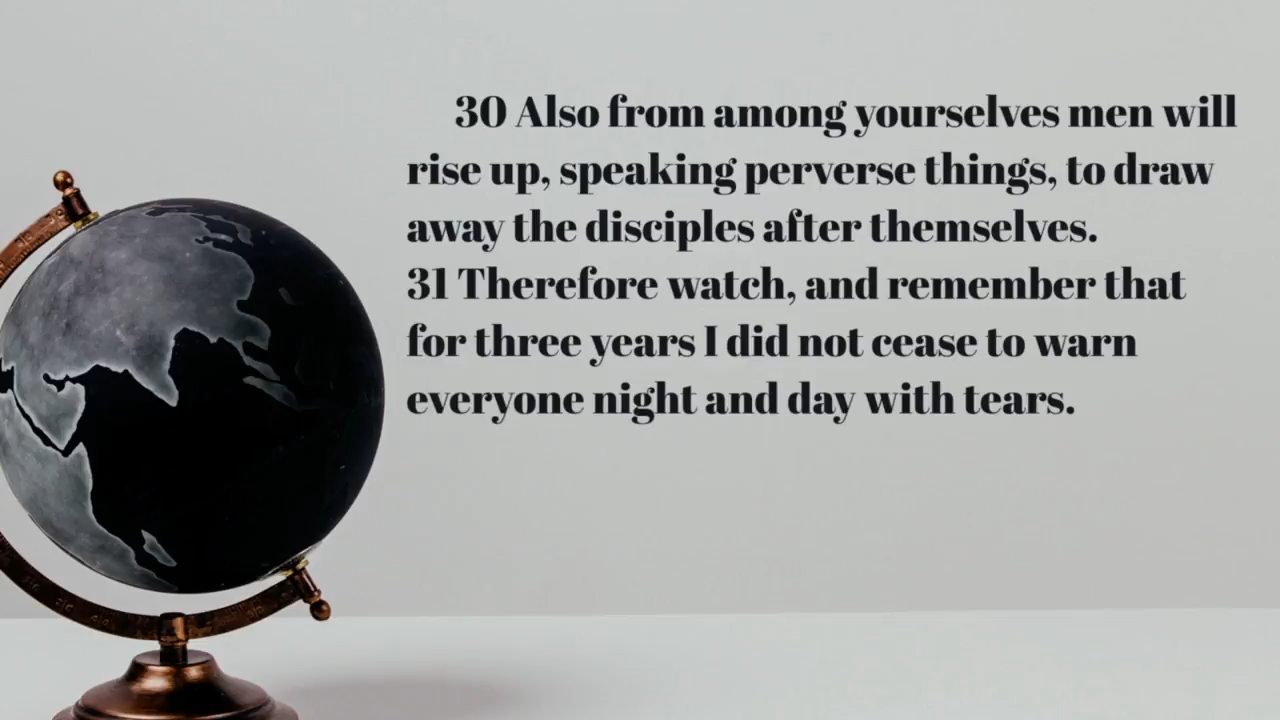 30 Also from among yourselves men will
rise up, speaking perverse things, to draw
away the disciples after themselves.
31 Therefore watch, and remember that
for three years I did not cease to warn
everyone night and day with tears.